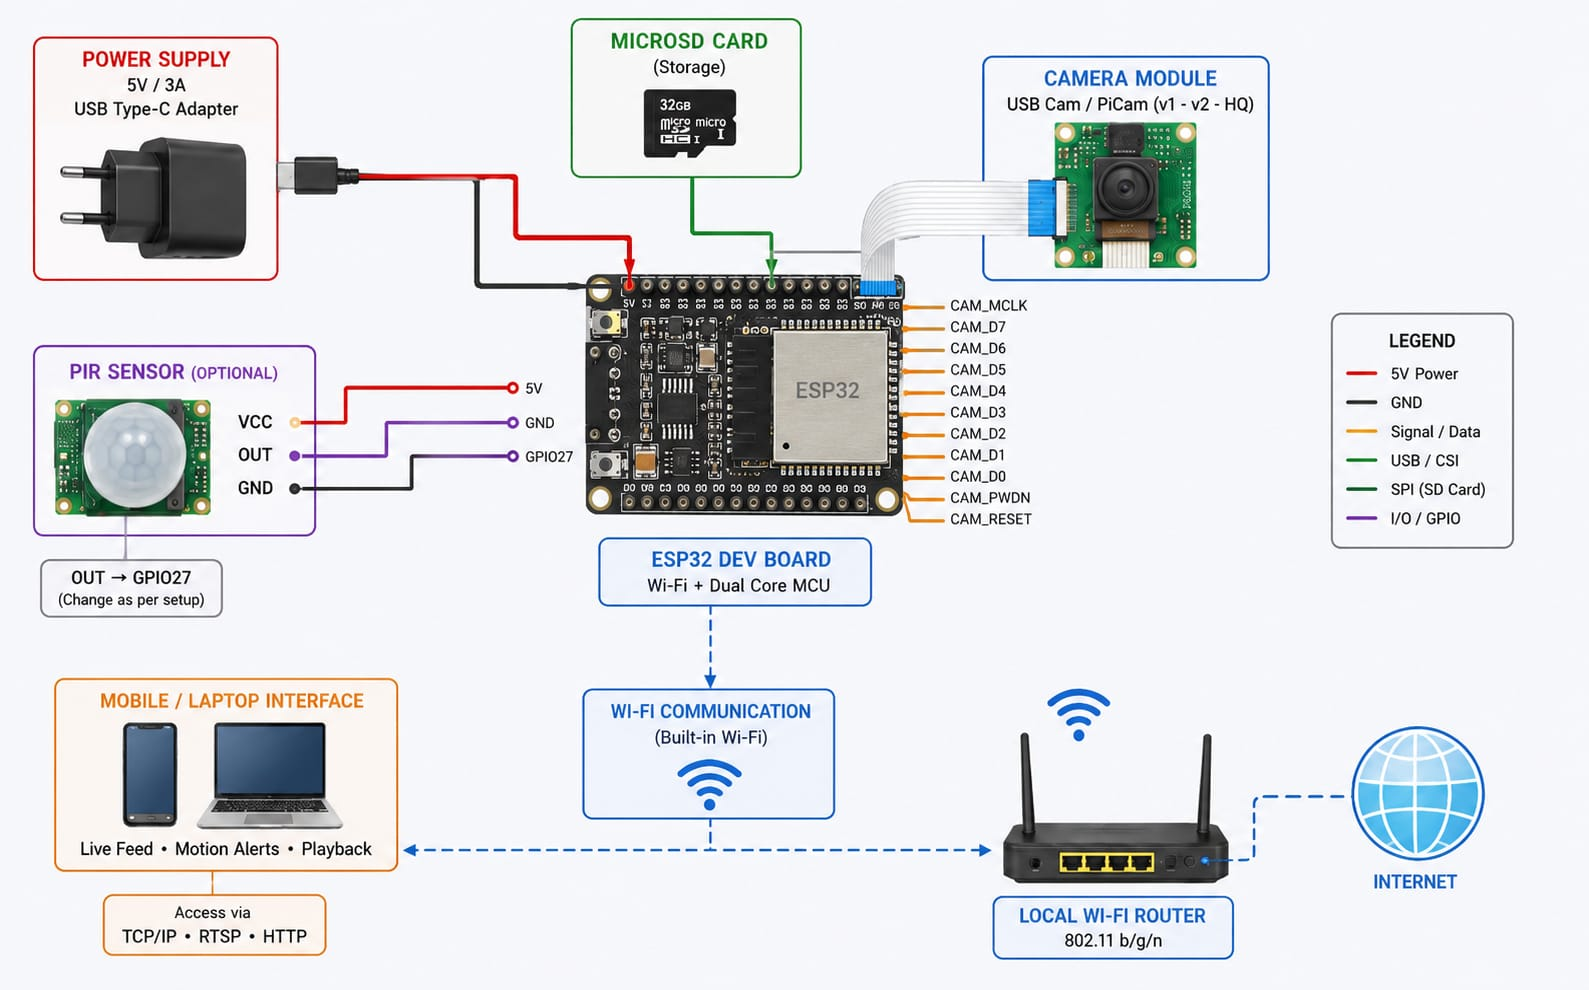 POWER SUPPLY
5V / 3A
USB Type-C Adapter
MICROSD CARD
(Storage)
32GB
micro micro
HC I
I
CAMERA MODULE
USB Cam / PiCam (v1 - v2 - HQ)
5V
CAM_MCLK
CAM_D7
CAM_D6
CAM_D5
CAM_D4
CAM_D3
CAM_D2
CAM_D1
CAM_D0
CAM_PWDN
CAM_RESET
ESP32
PIR SENSOR (OPTIONAL)
VCC
OUT
GND
5V
GND
GPIO27
OUT → GPIO27
(Change as per setup)
LEGEND
5V Power
GND
Signal / Data
USB / CSI
SPI (SD Card)
I/O / GPIO
ESP32 DEV BOARD
Wi-Fi + Dual Core MCU
WI-FI COMMUNICATION
(Built-in Wi-Fi)
MOBILE / LAPTOP INTERFACE
Live Feed • Motion Alerts • Playback
Access via
TCP/IP • RTSP • HTTP
LOCAL WI-FI ROUTER
802.11 b/g/n
INTERNET